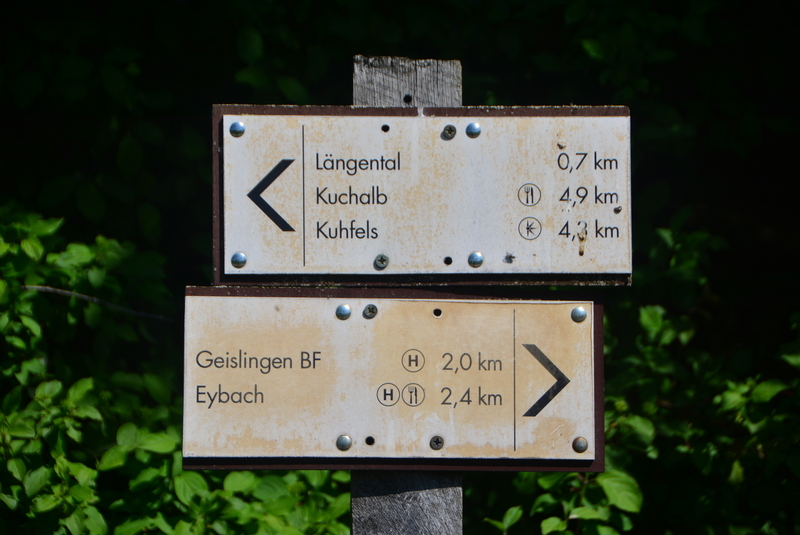 Längental 0,7 km
Kuchalb 4,9 km
Kuhfels 4,3 km
Geislingen BF H 2,0 km
Eybach H 2,4 km